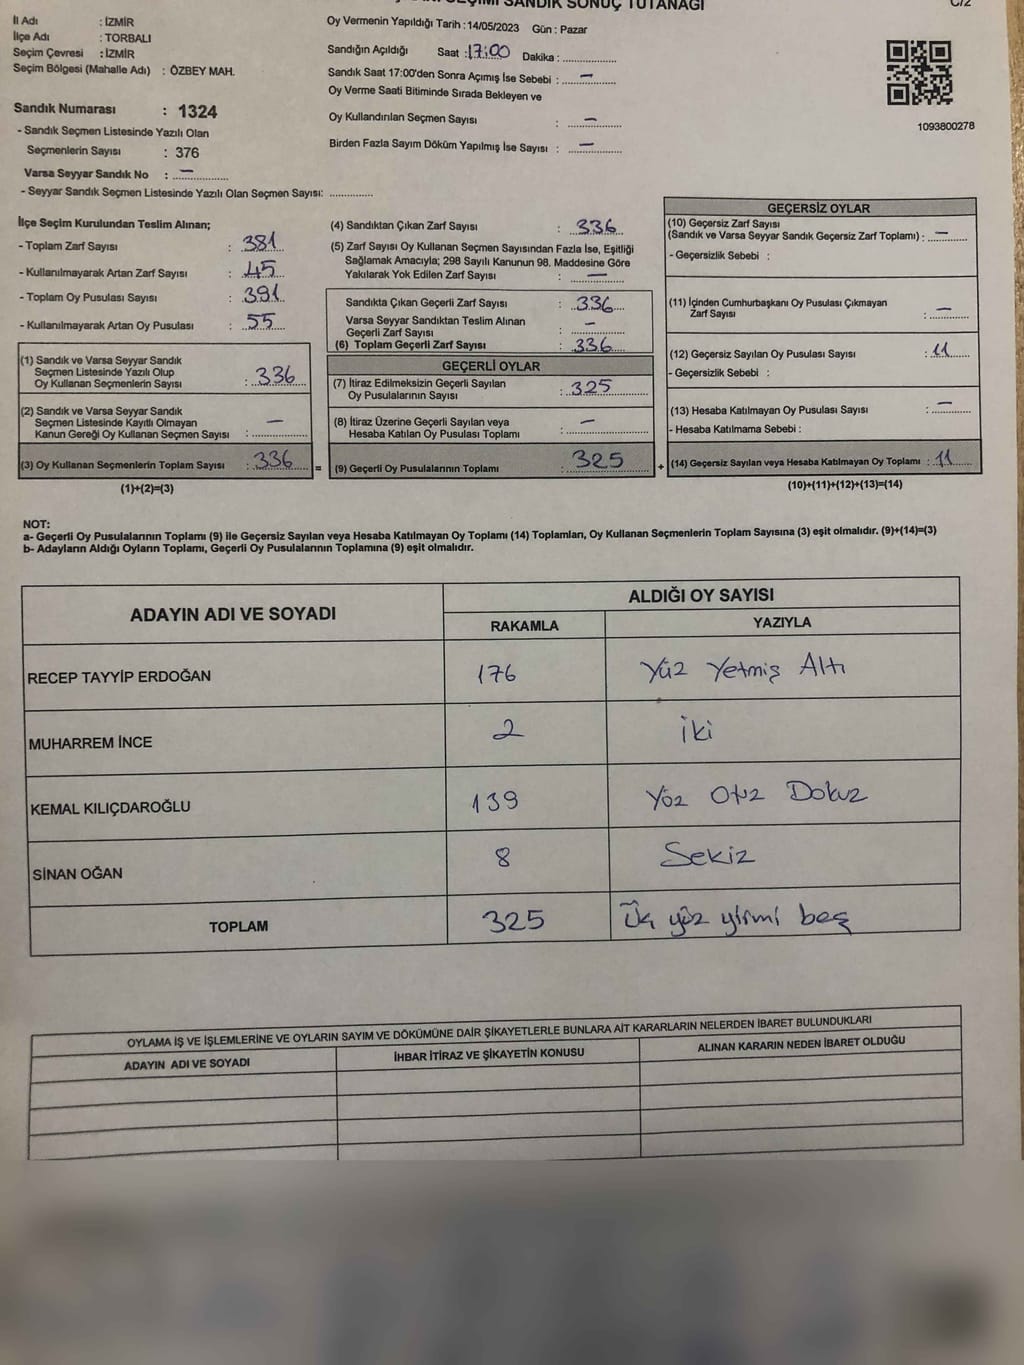 SEÇİMİ SANDIK SONUÇ TUTANAĞI
C/2
İl Adı : İZMİR
İlçe Adı : TORBALI
Seçim Çevresi : İZMİR
Seçim Bölgesi (Mahalle Adı) : ÖZBEY MAH.
Oy Vermenin Yapıldığı Tarih : 14/05/2023 Gün : Pazar
Sandığın Açıldığı Saat : 17:00 Dakika : ..............
Sandık Saat 17:00'den Sonra Açımış İse Sebebi : —
Oy Verme Saati Bitiminde Sırada Bekleyen ve
Oy Kullandırılan Seçmen Sayısı : —
Birden Fazla Sayım Döküm Yapılmış İse Sayısı : —
1093800278
Sandık Numarası : 1324
- Sandık Seçmen Listesinde Yazılı Olan
Seçmenlerin Sayısı : 376
Varsa Seyyar Sandık No : —
- Seyyar Sandık Seçmen Listesinde Yazılı Olan Seçmen Sayısı: ..............
İlçe Seçim Kurulundan Teslim Alınan;
- Toplam Zarf Sayısı : 381
- Kullanılmayarak Artan Zarf Sayısı : 45
- Toplam Oy Pusulası Sayısı : 391
- Kullanılmayarak Artan Oy Pusulası : 55
(1) Sandık ve Varsa Seyyar Sandık
Seçmen Listesinde Yazılı Olup
Oy Kullanan Seçmenlerin Sayısı : 336
(2) Sandık ve Varsa Seyyar Sandık
Seçmen Listesinde Kayıtlı Olmayan
Kanun Gereği Oy Kullanan Seçmen Sayısı : —
(3) Oy Kullanan Seçmenlerin Toplam Sayısı : 336 =
(1)+(2)=(3)
(4) Sandıktan Çıkan Zarf Sayısı : 336
(5) Zarf Sayısı Oy Kullanan Seçmen Sayısından Fazla İse, Eşitliği
Sağlamak Amacıyla; 298 Sayılı Kanunun 98. Maddesine Göre
Yakılarak Yok Edilen Zarf Sayısı : —
Sandıkta Çıkan Geçerli Zarf Sayısı : 336
Varsa Seyyar Sandıktan Teslim Alınan
Geçerli Zarf Sayısı : —
(6) Toplam Geçerli Zarf Sayısı : 336
GEÇERLİ OYLAR
(7) İtiraz Edilmeksizin Geçerli Sayılan
Oy Pusulalarının Sayısı : 325
(8) İtiraz Üzerine Geçerli Sayılan veya
Hesaba Katılan Oy Pusulası Toplamı : —
(9) Geçerli Oy Pusulalarının Toplamı : 325 +
GEÇERSİZ OYLAR
(10) Geçersiz Zarf Sayısı
(Sandık ve Varsa Seyyar Sandık Geçersiz Zarf Toplamı) : —
- Geçersizlik Sebebi :
(11) İçinden Cumhurbaşkanı Oy Pusulası Çıkmayan
Zarf Sayısı : —
(12) Geçersiz Sayılan Oy Pusulası Sayısı : 11
- Geçersizlik Sebebi :
(13) Hesaba Katılmayan Oy Pusulası Sayısı : —
- Hesaba Katılmama Sebebi :
(14) Geçersiz Sayılan veya Hesaba Katılmayan Oy Toplamı : 11
(10)+(11)+(12)+(13)=(14)
NOT:
a- Geçerli Oy Pusulalarının Toplamı (9) ile Geçersiz Sayılan veya Hesaba Katılmayan Oy Toplamı (14) Toplamları, Oy Kullanan Seçmenlerin Toplam Sayısına (3) eşit olmalıdır. (9)+(14)=(3)
b- Adayların Aldığı Oyların Toplamı, Geçerli Oy Pusulalarının Toplamına (9) eşit olmalıdır.
ADAYIN ADI VE SOYADI
ALDIĞI OY SAYISI
RAKAMLA YAZIYLA
RECEP TAYYİP ERDOĞAN 176 Yüz Yetmiş Altı
MUHARREM İNCE 2 İki
KEMAL KILIÇDAROĞLU 139 Yöz Otuz Dokuz
SİNAN OĞAN 8 Sekiz
TOPLAM 325 Üç yüz yirmi beş
OYLAMA İŞ VE İŞLEMLERİNE VE OYLARIN SAYIM VE DÖKÜMÜNE DAİR ŞİKAYETLERLE BUNLARA AİT KARARLARIN NELERDEN İBARET BULUNDUKLARI
ADAYIN ADI VE SOYADI İHBAR İTİRAZ VE ŞİKAYETİN KONUSU ALINAN KARARIN NEDEN İBARET OLDUĞU